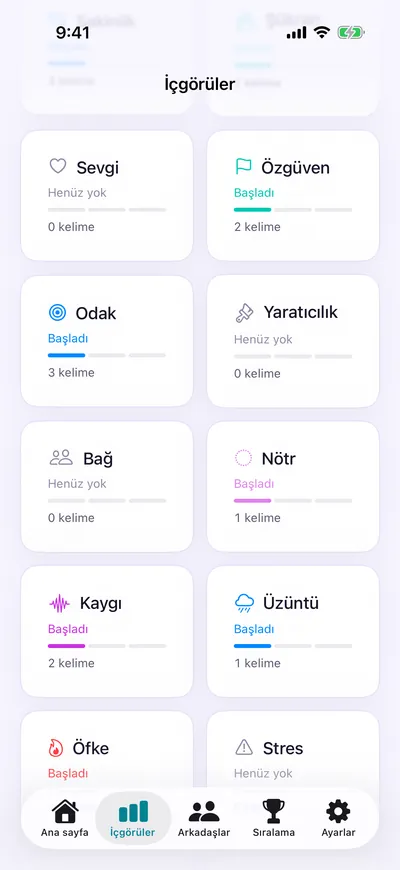 9:41
İçgörüler
Sevgi
Henüz yok
0 kelime
Özgüven
Başladı
2 kelime
Odak
Başladı
3 kelime
Yaratıcılık
Henüz yok
0 kelime
Bağ
Henüz yok
0 kelime
Nötr
Başladı
1 kelime
Kaygı
Başladı
2 kelime
Üzüntü
Başladı
1 kelime
Öfke
Başladı
Stres
Henüz yok
Ana sayfa
İçgörüler
Arkadaşlar
Sıralama
Ayarlar